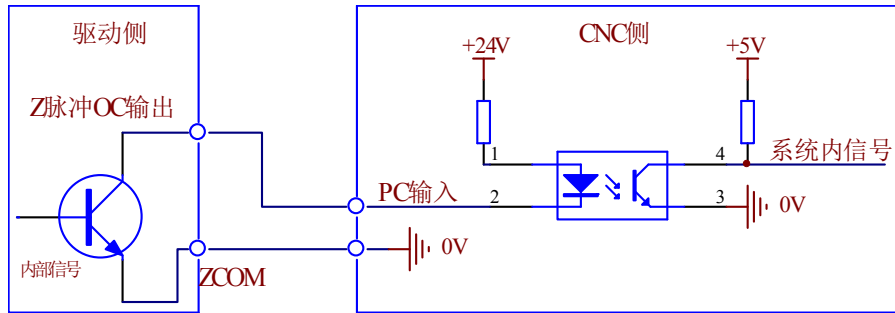 驱动侧
CNC侧
+24V
+5V
Z脉冲OC输出
1
4
系统内信号
PC输入
2
3
0V
内部信号
ZCOM
0V